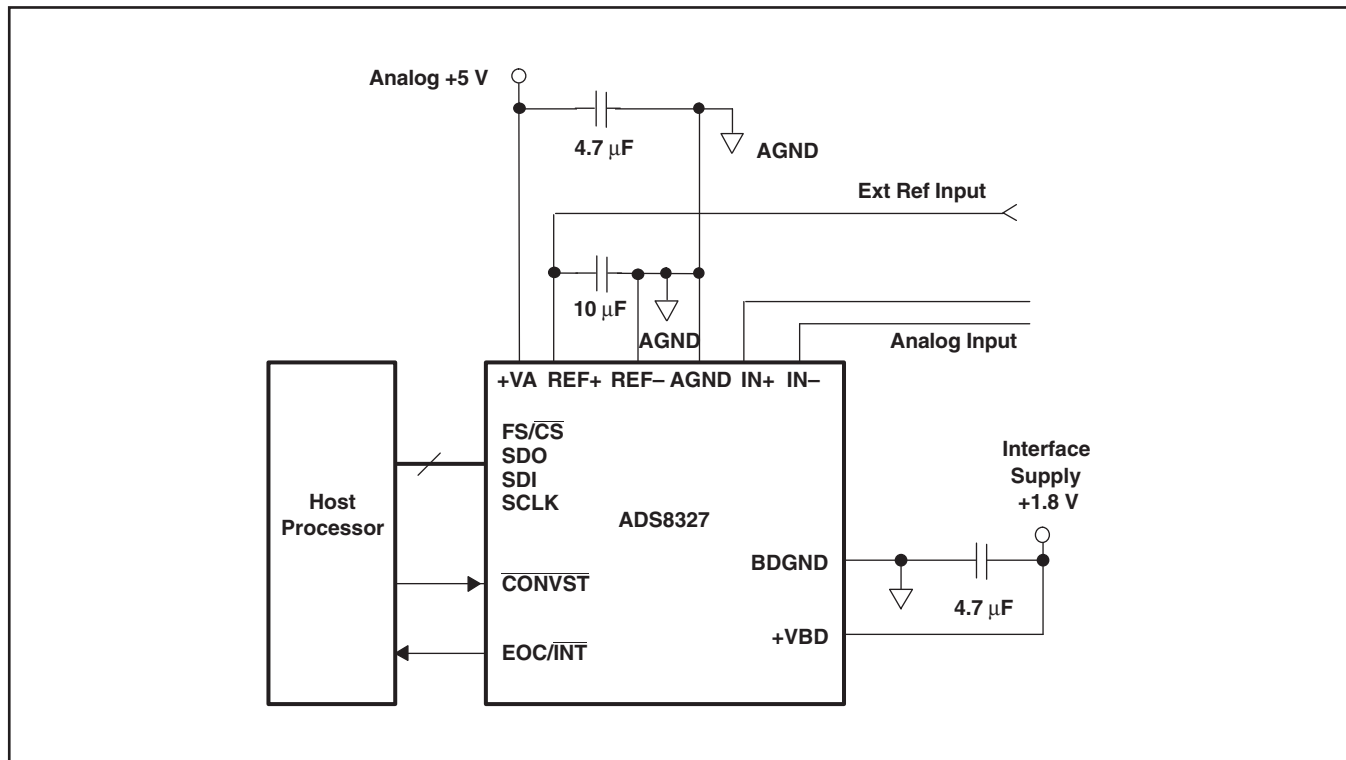 Analog +5 V
4.7 μF
AGND
Ext Ref Input
10 μF
AGND
Analog Input
+VA REF+ REF– AGND IN+ IN–
FS/CS
SDO
SDI
SCLK
Host
Processor
ADS8327
Interface
Supply
+1.8 V
BDGND
4.7 μF
CONVST
+VBD
EOC/INT